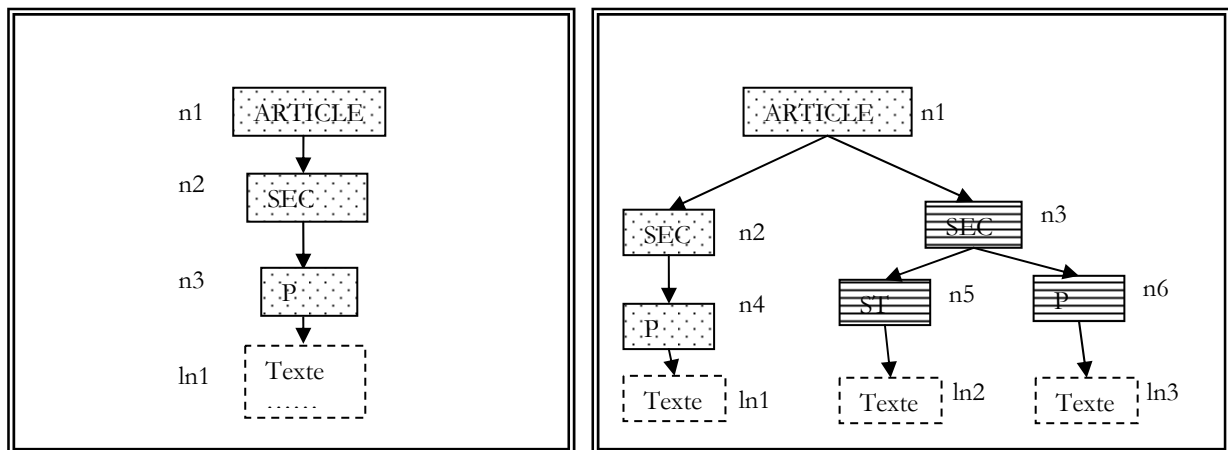 n1 ARTICLE
n2 SEC
n3 P
ln1 Texte
......
ARTICLE n1
SEC n2
SEC n3
P n4
ST n5
P n6
Texte ln1
Texte ln2
Texte ln3